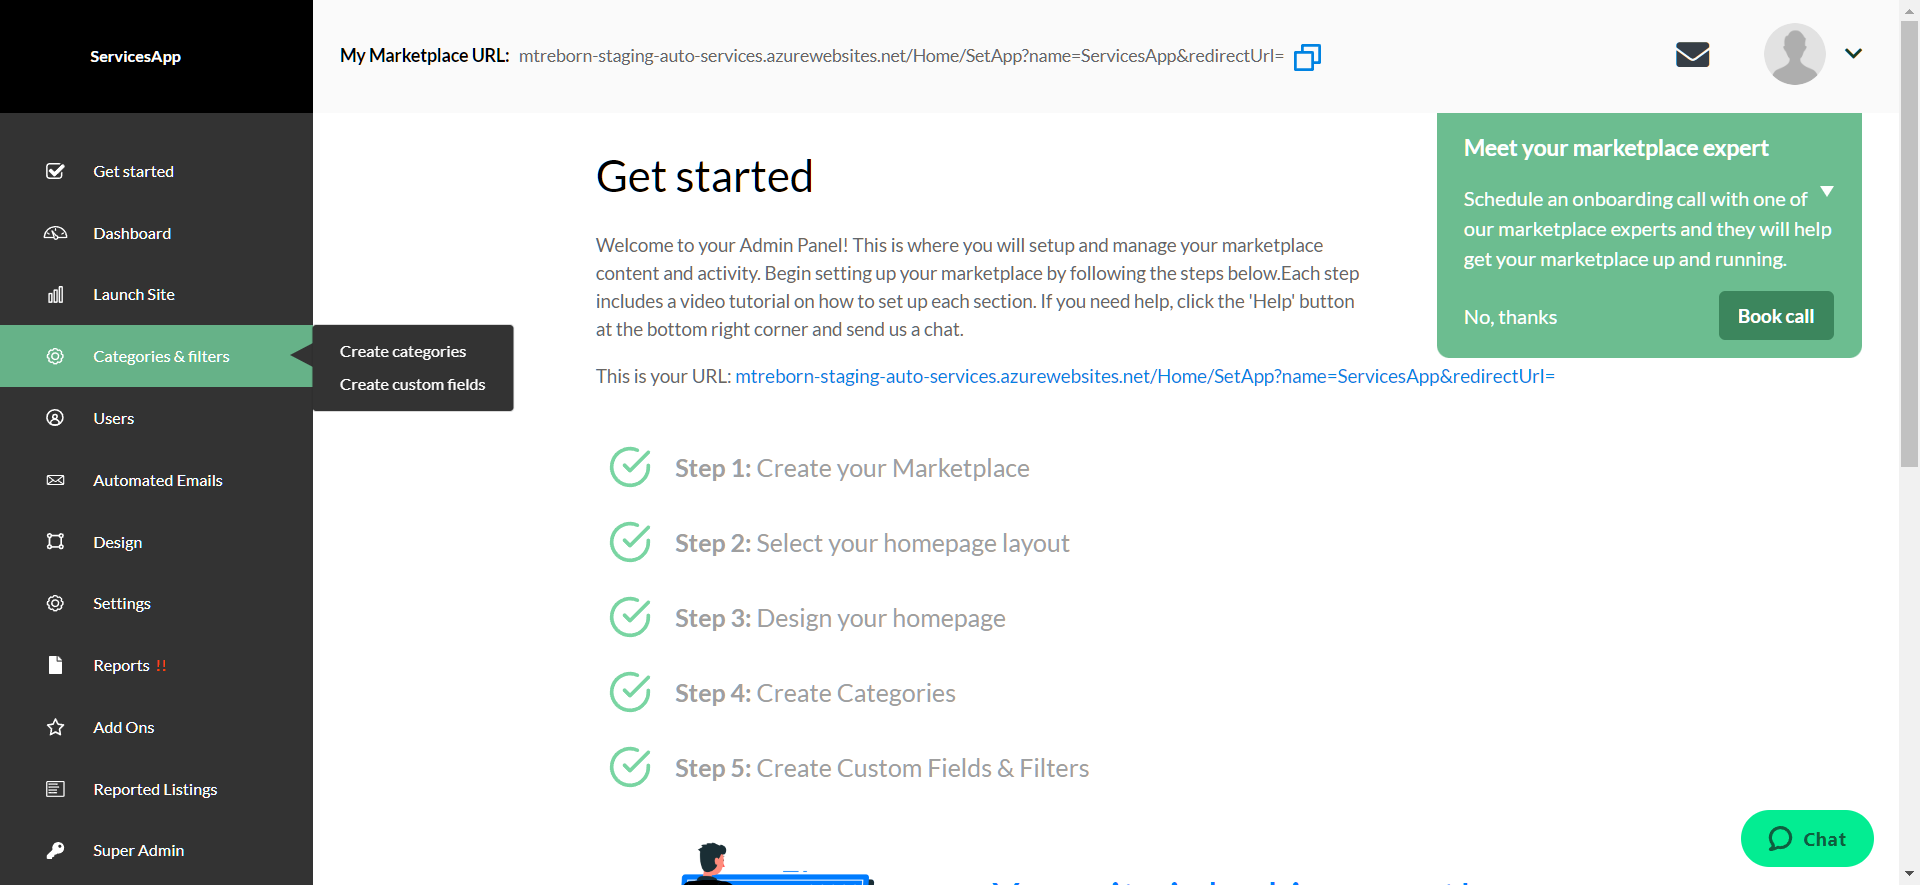 ServicesApp
My Marketplace URL: mtreborn-staging-auto-services.azurewebsites.net/Home/SetApp?name=ServicesApp&redirectUrl=
Get started
Dashboard
Launch Site
Categories & filters
Create categories
Create custom fields
Users
Automated Emails
Design
Settings
Reports !!
Add Ons
Reported Listings
Super Admin
Get started
Welcome to your Admin Panel! This is where you will setup and manage your marketplace
content and activity. Begin setting up your marketplace by following the steps below.Each step
includes a video tutorial on how to set up each section. If you need help, click the 'Help' button
at the bottom right corner and send us a chat.
This is your URL: mtreborn-staging-auto-services.azurewebsites.net/Home/SetApp?name=ServicesApp&redirectUrl=
Step 1: Create your Marketplace
Step 2: Select your homepage layout
Step 3: Design your homepage
Step 4: Create Categories
Step 5: Create Custom Fields & Filters
Meet your marketplace expert
Schedule an onboarding call with one of
our marketplace experts and they will help
get your marketplace up and running.
No, thanks
Book call
Chat